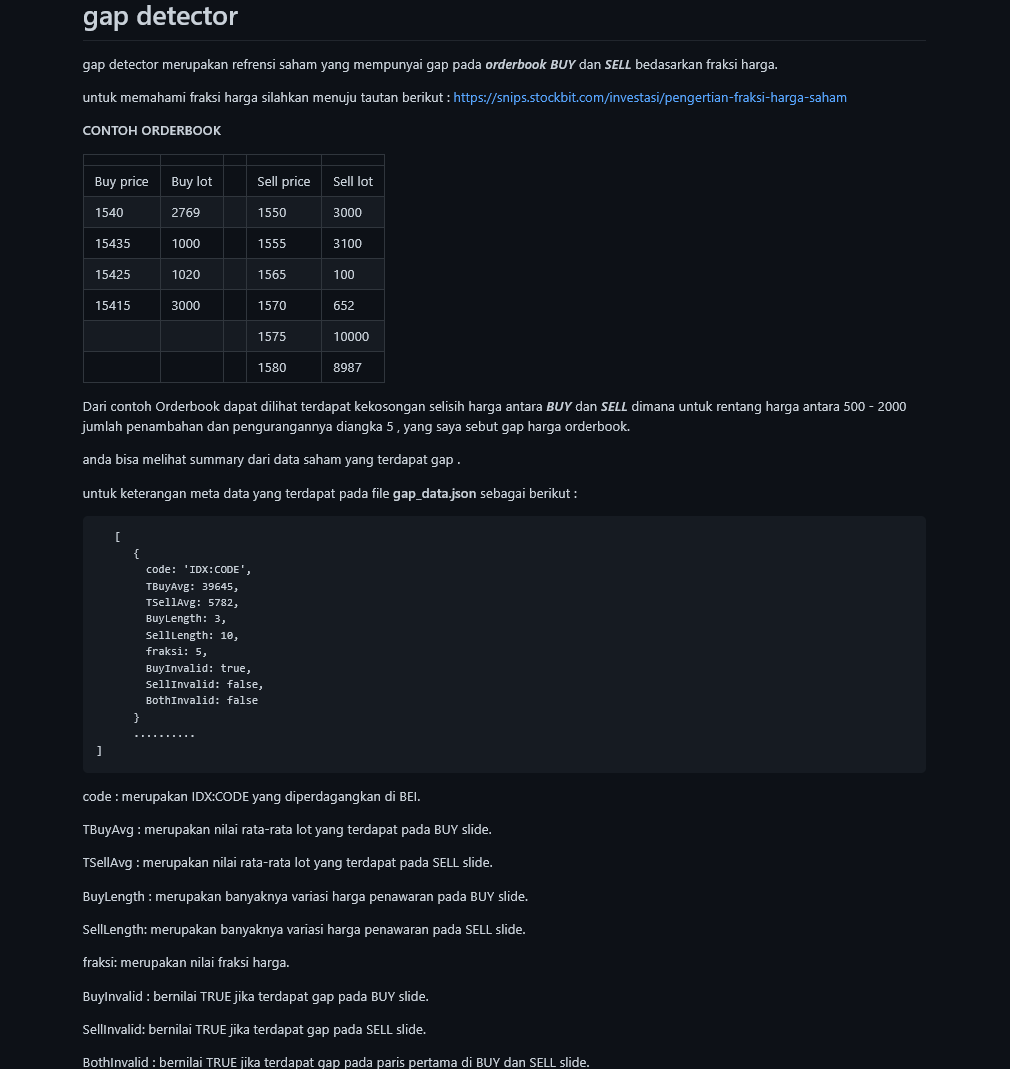 gap detector
gap detector merupakan refrensi saham yang mempunyai gap pada orderbook BUY dan SELL bedasarkan fraksi harga.
untuk memahami fraksi harga silahkan menuju tautan berikut : https://snips.stockbit.com/investasi/pengertian-fraksi-harga-saham
CONTOH ORDERBOOK
Buy price Buy lot Sell price Sell lot
1540 2769 1550 3000
15435 1000 1555 3100
15425 1020 1565 100
15415 3000 1570 652
1575 10000
1580 8987
Dari contoh Orderbook dapat dilihat terdapat kekosongan selisih harga antara BUY dan SELL dimana untuk rentang harga antara 500 - 2000
jumlah penambahan dan pengurangannya diangka 5 , yang saya sebut gap harga orderbook.
anda bisa melihat summary dari data saham yang terdapat gap .
untuk keterangan meta data yang terdapat pada file gap_data.json sebagai berikut :
[
{
code: 'IDX:CODE',
TBuyAvg: 39645,
TSellAvg: 5782,
BuyLength: 3,
SellLength: 10,
fraksi: 5,
BuyInvalid: true,
SellInvalid: false,
BothInvalid: false
}
..........
]
code : merupakan IDX:CODE yang diperdagangkan di BEI.
TBuyAvg : merupakan nilai rata-rata lot yang terdapat pada BUY slide.
TSellAvg : merupakan nilai rata-rata lot yang terdapat pada SELL slide.
BuyLength : merupakan banyaknya variasi harga penawaran pada BUY slide.
SellLength: merupakan banyaknya variasi harga penawaran pada SELL slide.
fraksi: merupakan nilai fraksi harga.
BuyInvalid : bernilai TRUE jika terdapat gap pada BUY slide.
SellInvalid: bernilai TRUE jika terdapat gap pada SELL slide.
BothInvalid : bernilai TRUE jika terdapat gap pada paris pertama di BUY dan SELL slide.